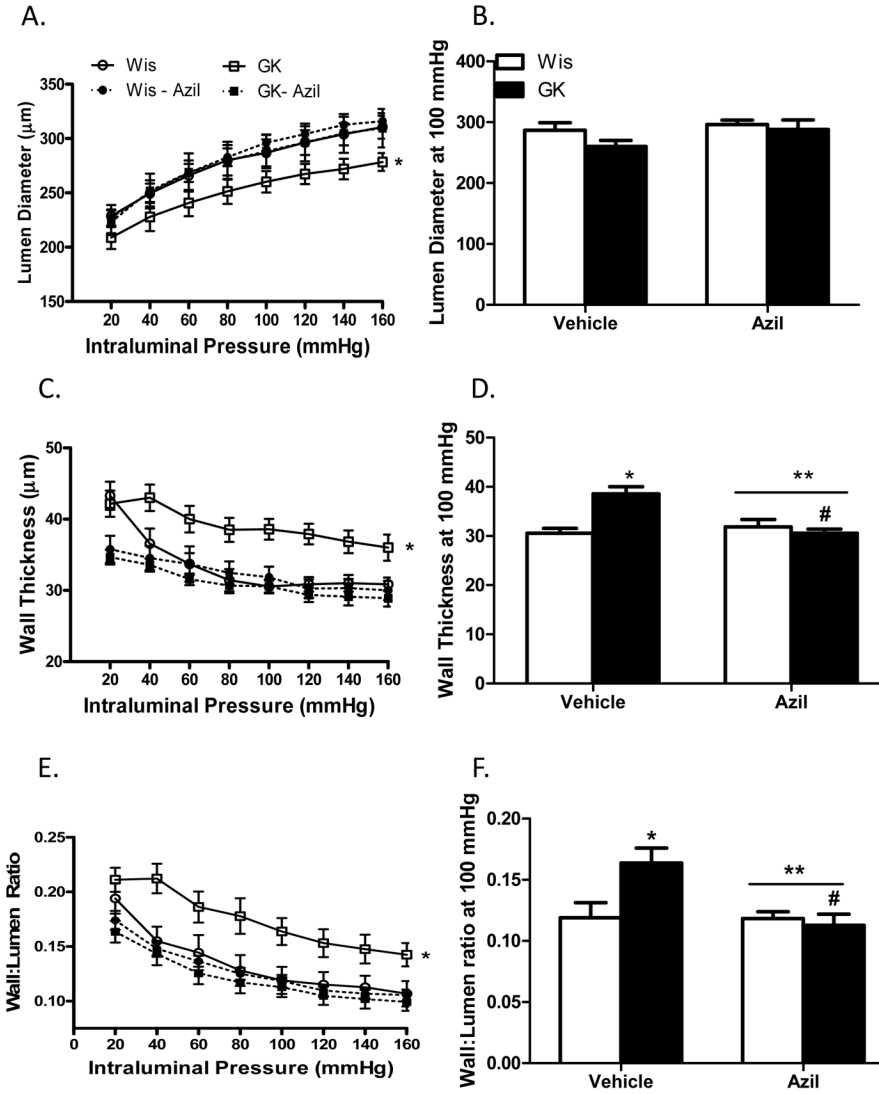 A.
Wis
GK
Wis - Azil
GK- Azil
Lumen Diameter (μm)
350
300
250
200
150
*
20 40 60 80 100 120 140 160
Intraluminal Pressure (mmHg)
B.
Wis
GK
Lumen Diameter at 100 mmHg
400
300
200
100
0
Vehicle Azil
C.
Wall Thickness (μm)
50
40
30
20
*
20 40 60 80 100 120 140 160
Intraluminal Pressure (mmHg)
D.
Wall Thickness at 100 mmHg
50
40
30
20
10
0
*
**
#
Vehicle Azil
E.
Wall:Lumen Ratio
0.25
0.20
0.15
0.10
*
0 20 40 60 80 100 120 140 160
Intraluminal Pressure (mmHg)
F.
Wall:Lumen ratio at 100 mmHg
0.20
0.15
0.10
0.05
0.00
*
**
#
Vehicle Azil